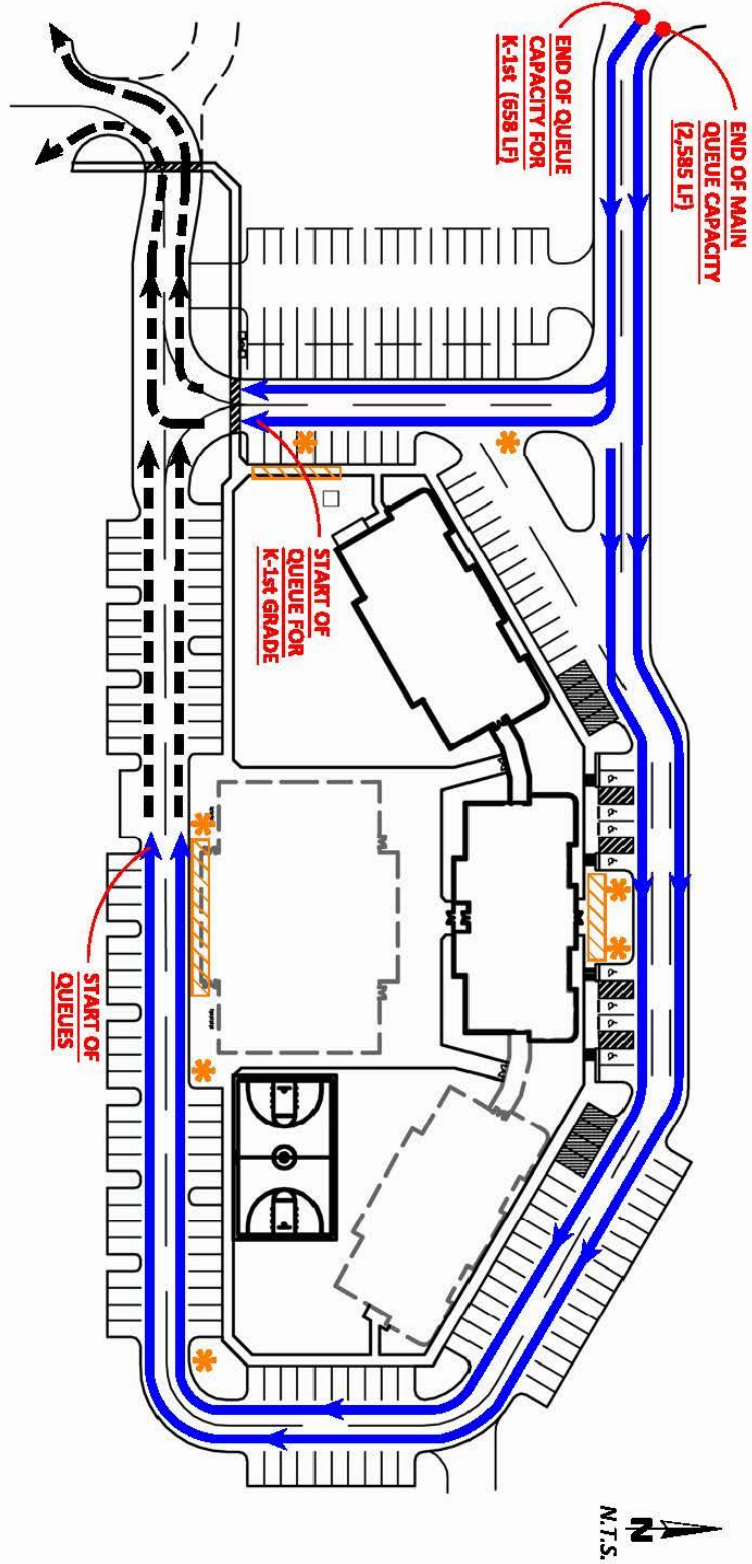 END OF MAIN
QUEUE CAPACITY
(2,585 LF)
END OF QUEUE
CAPACITY FOR
K-1st (658 LF)
START OF
QUEUE FOR
K-1st GRADE
START OF
QUEUES
N
N.T.S.